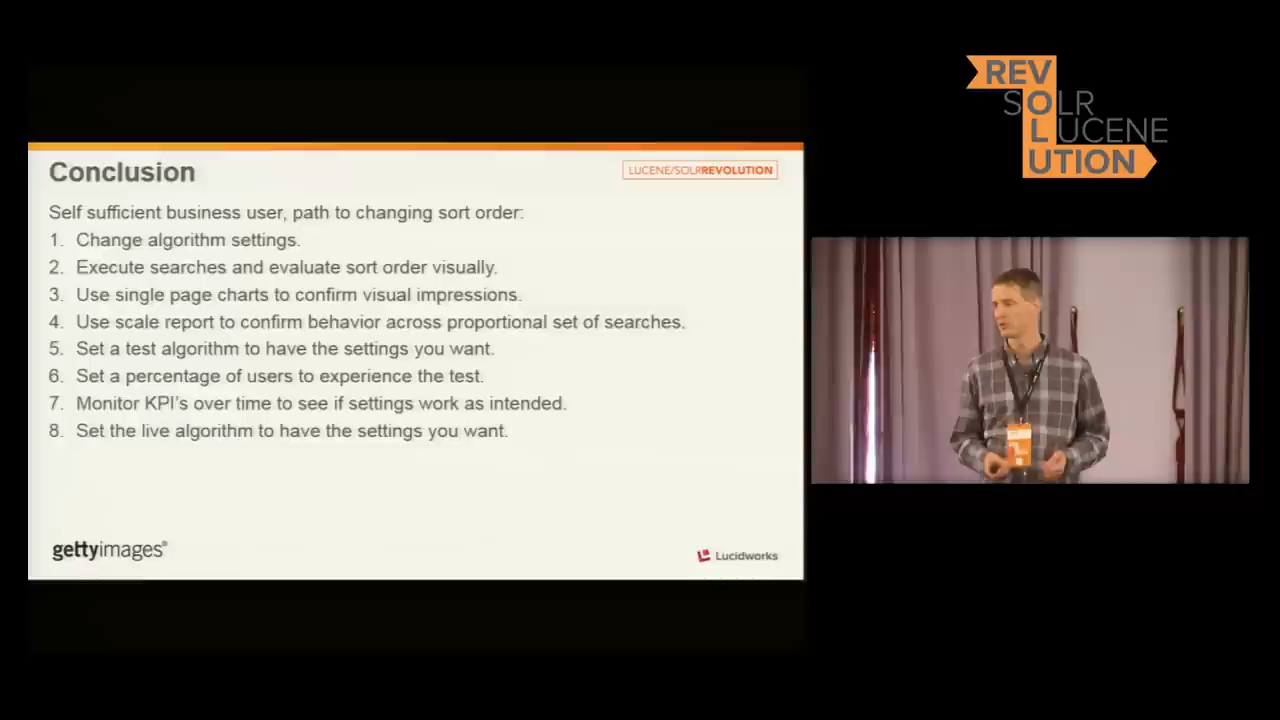 REV
SOLR
O
LUCENE
L
UTION
Conclusion
LUCENE/SOLRREVOLUTION
Self sufficient business user, path to changing sort order:
1. Change algorithm settings.
2. Execute searches and evaluate sort order visually.
3. Use single page charts to confirm visual impressions.
4. Use scale report to confirm behavior across proportional set of searches.
5. Set a test algorithm to have the settings you want.
6. Set a percentage of users to experience the test.
7. Monitor KPI's over time to see if settings work as intended.
8. Set the live algorithm to have the settings you want.
gettyimages®
Lucidworks